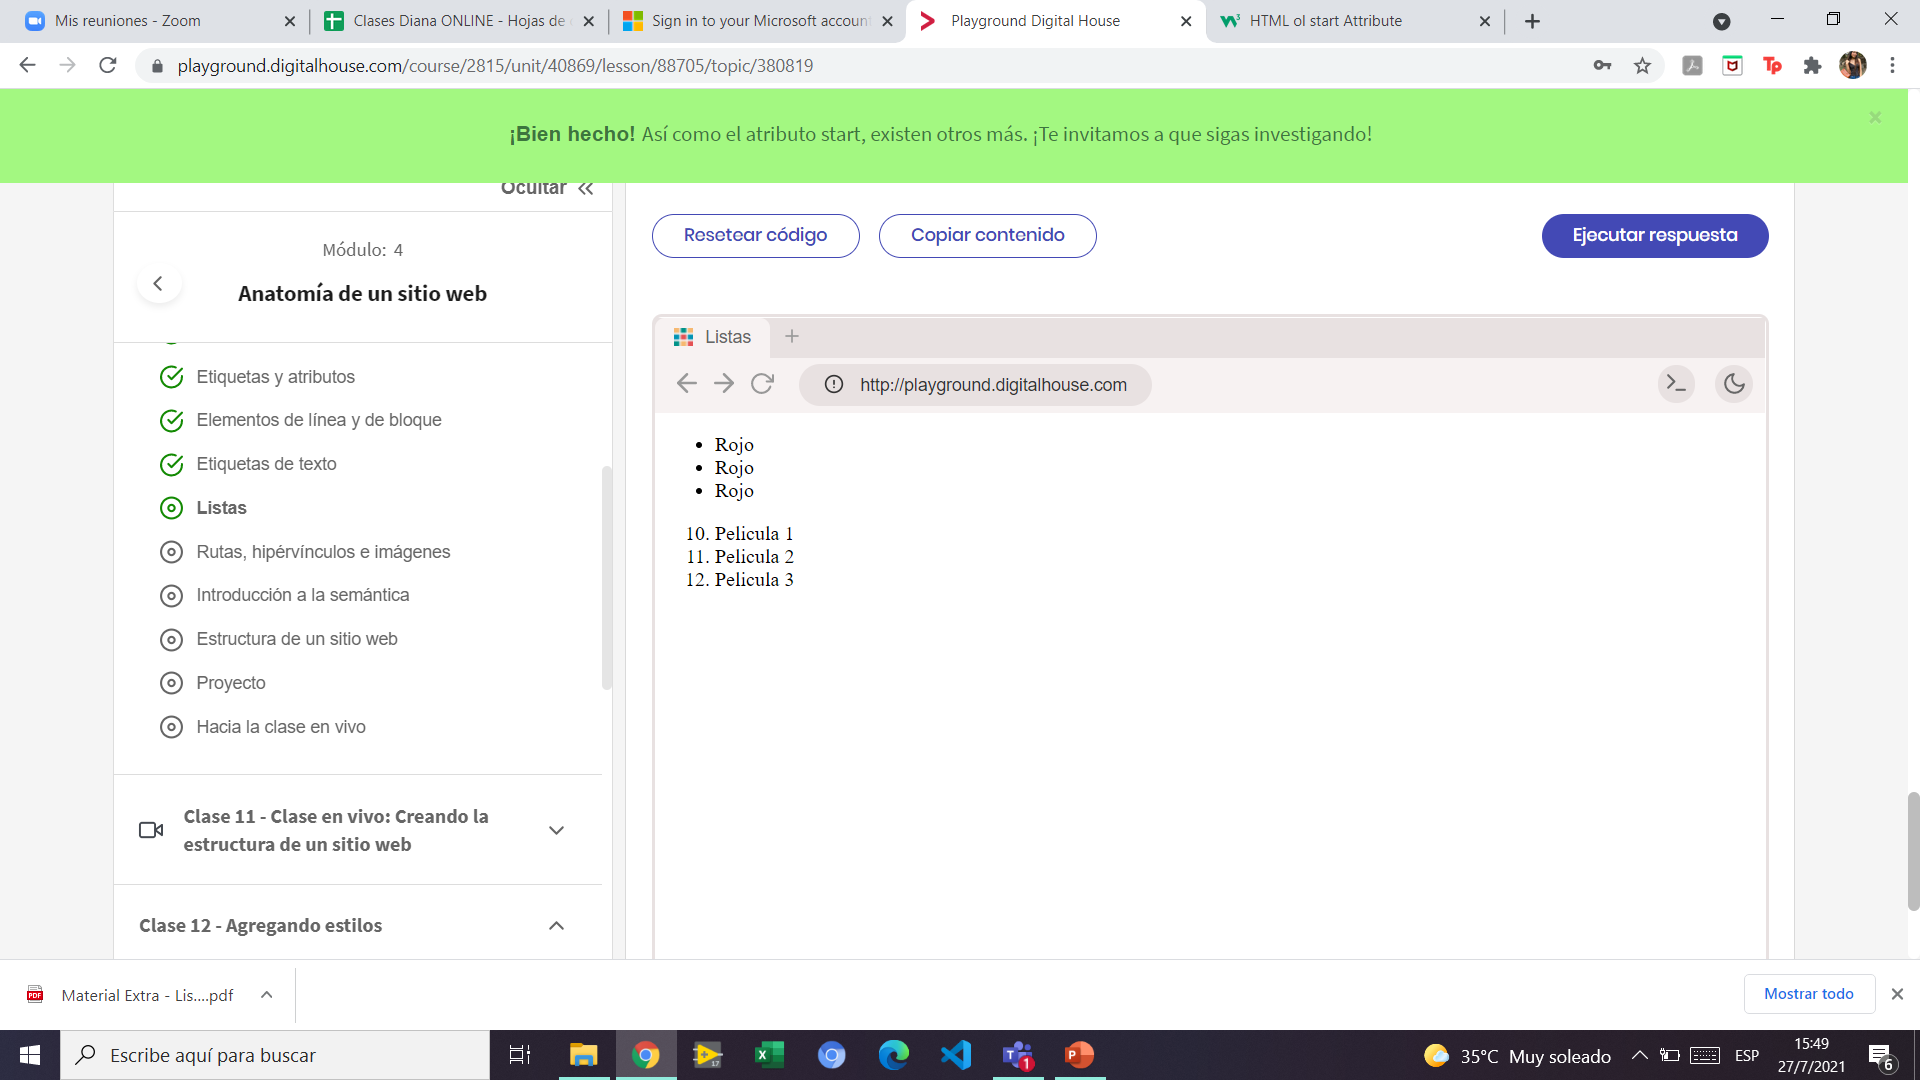 Mis reuniones - Zoom
Clases Diana ONLINE - Hojas de
Sign in to your Microsoft account
Playground Digital House
HTML ol start Attribute
playground.digitalhouse.com/course/2815/unit/40869/lesson/88705/topic/380819
¡Bien hecho! Así como el atributo start, existen otros más. ¡Te invitamos a que sigas investigando!
Ocultar
Módulo: 4
Anatomía de un sitio web
Etiquetas y atributos
Elementos de línea y de bloque
Etiquetas de texto
Listas
Rutas, hipérvínculos e imágenes
Introducción a la semántica
Estructura de un sitio web
Proyecto
Hacia la clase en vivo
Clase 11 - Clase en vivo: Creando la
estructura de un sitio web
Clase 12 - Agregando estilos
Resetear código
Copiar contenido
Ejecutar respuesta
Listas
http://playground.digitalhouse.com
• Rojo
• Rojo
• Rojo
10. Pelicula 1
11. Pelicula 2
12. Pelicula 3
Material Extra - Lis....pdf
Mostrar todo
Escribe aquí para buscar
35°C Muy soleado
ESP
15:49
27/7/2021
6